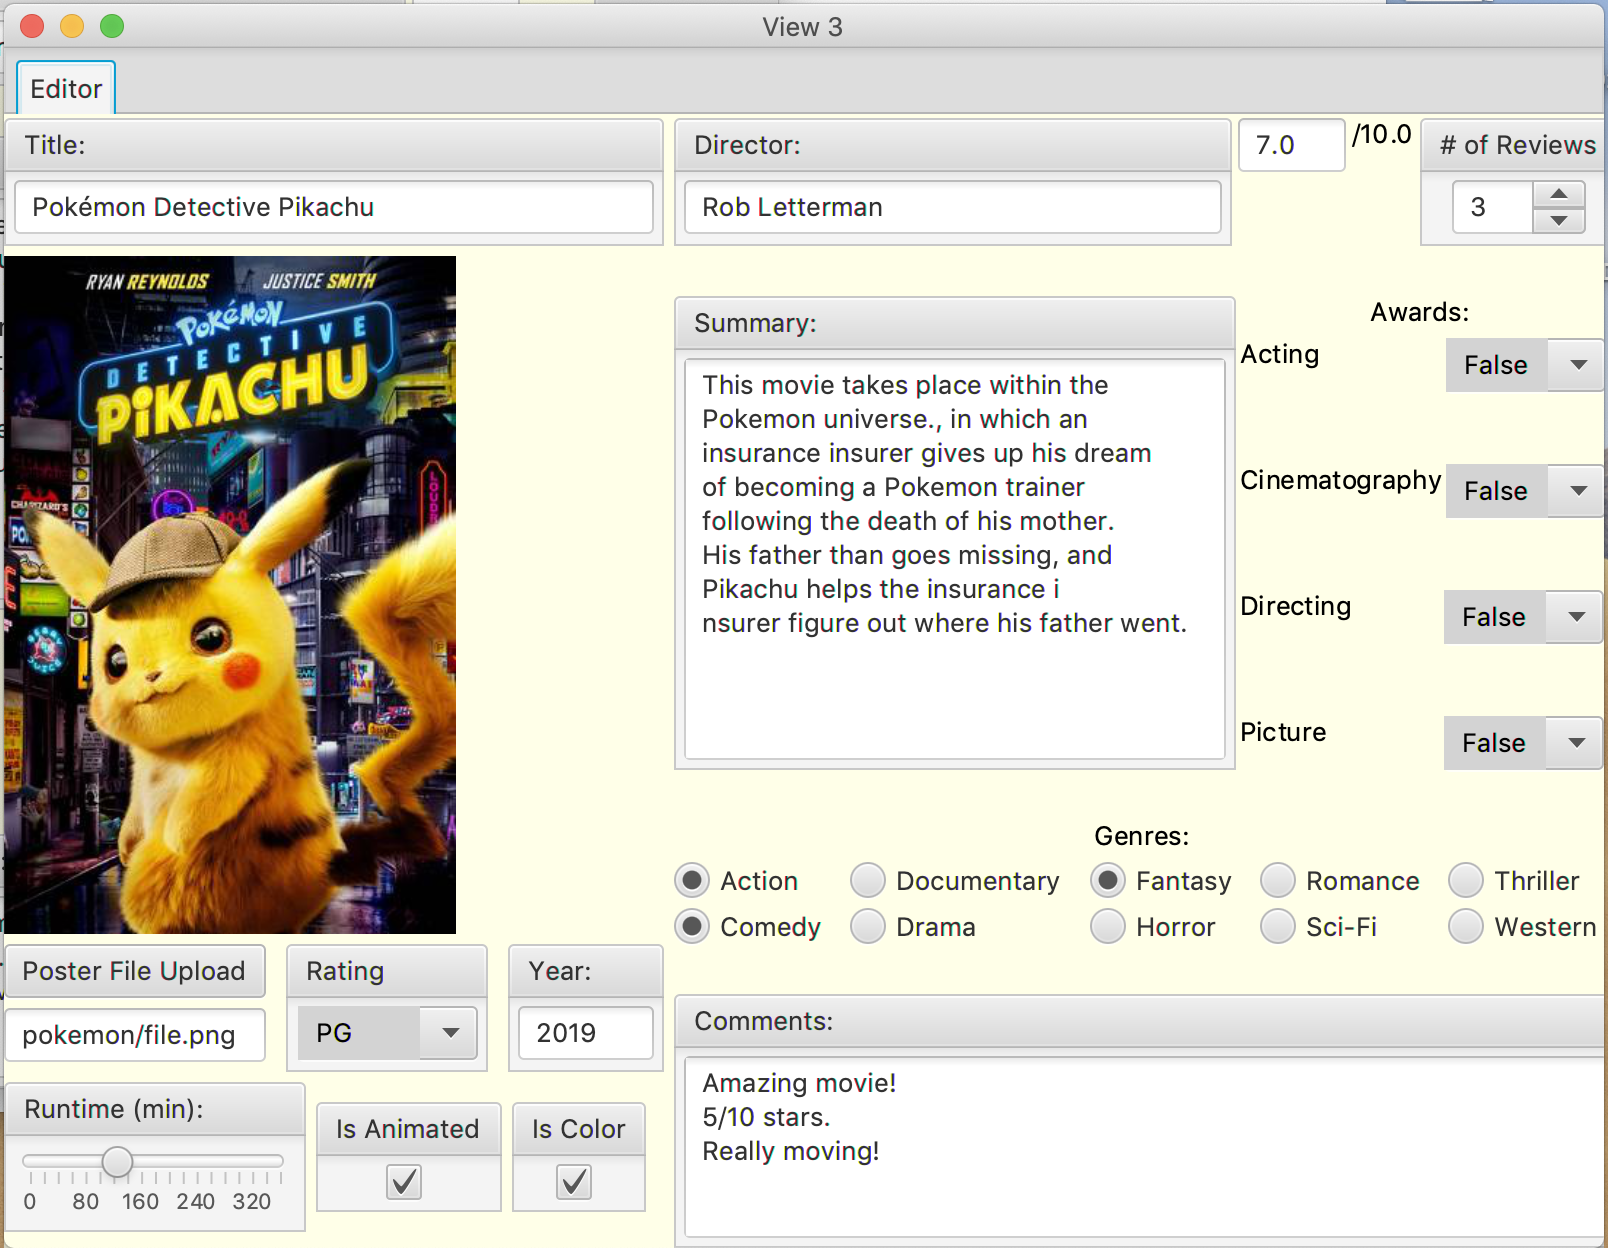 View 3
Editor
Title:
Pokémon Detective Pikachu
Director:
Rob Letterman
7.0
/10.0
# of Reviews
3
RYAN REYNOLDS JUSTICE SMITH
POKéMON
DETECTIVE
PiKACHU
CHARIZARD'S
Summary:
This movie takes place within the
Pokemon universe., in which an
insurance insurer gives up his dream
of becoming a Pokemon trainer
following the death of his mother.
His father than goes missing, and
Pikachu helps the insurance i
nsurer figure out where his father went.
Awards:
Acting
False
Cinematography
False
Directing
False
Picture
False
Genres:
Action Documentary Fantasy Romance Thriller
Comedy Drama Horror Sci-Fi Western
Poster File Upload
pokemon/file.png
Rating
PG
Year:
2019
Runtime (min):
0 80 160 240 320
Is Animated
Is Color
Comments:
Amazing movie!
5/10 stars.
Really moving!